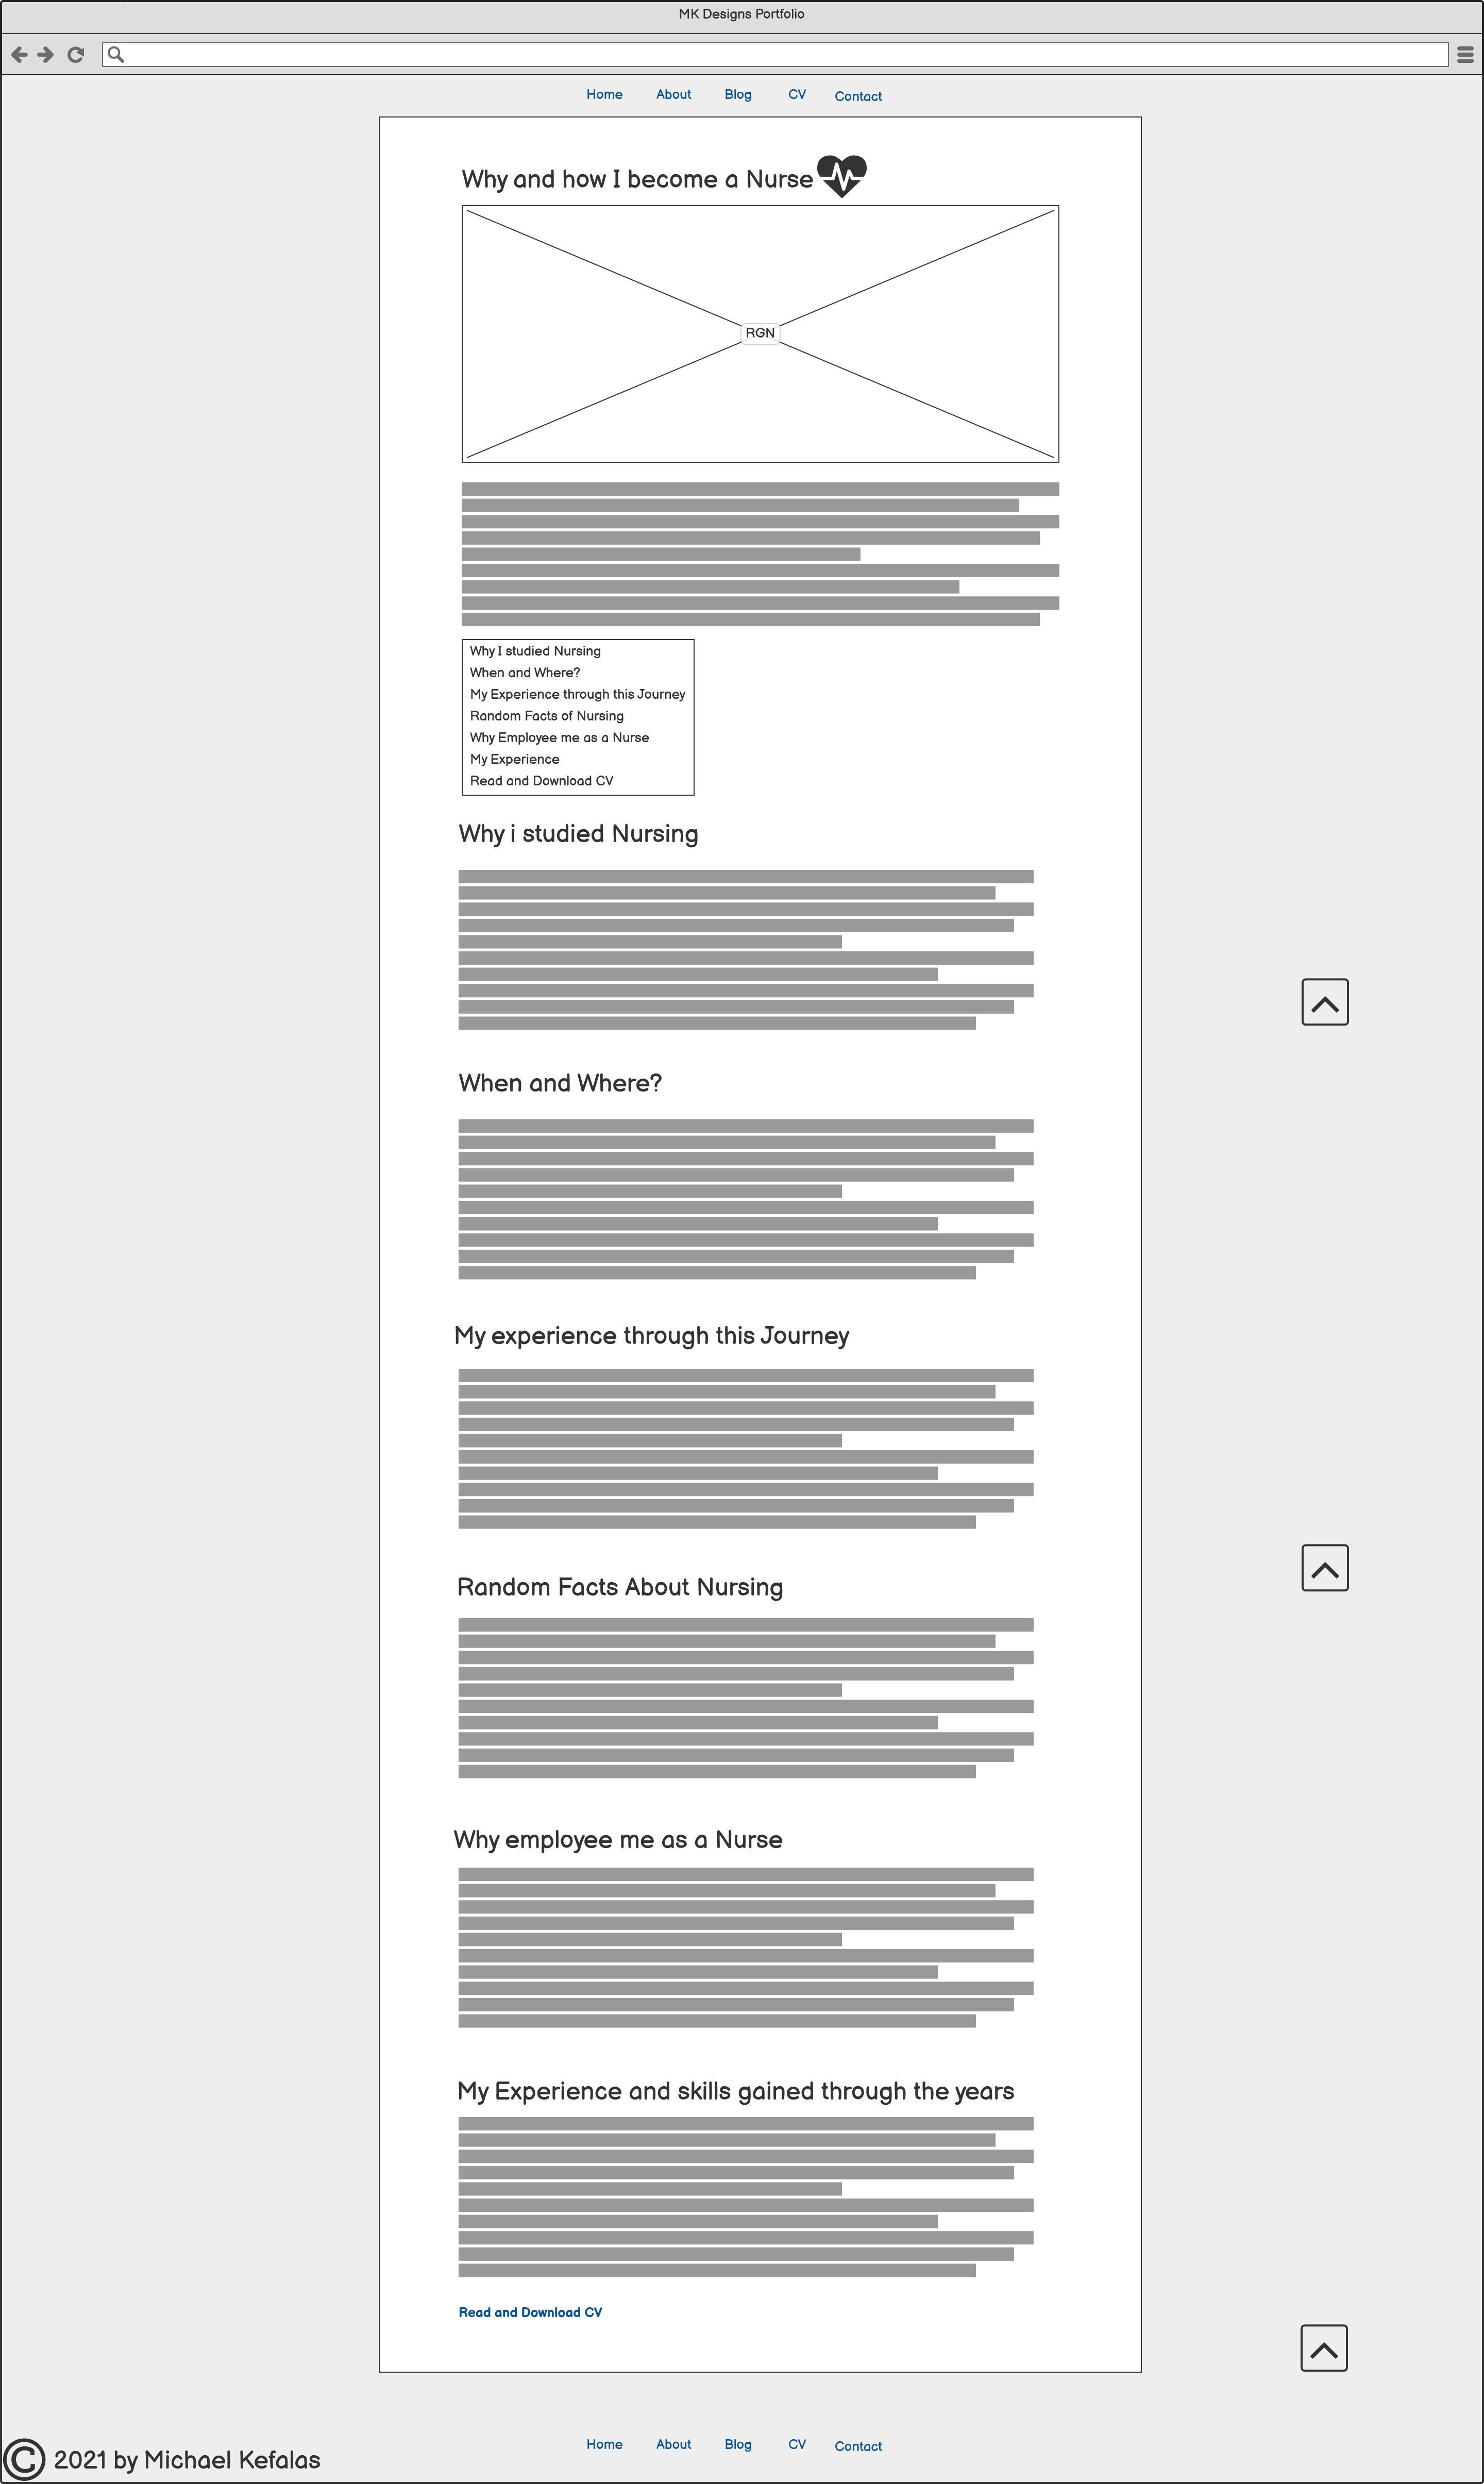 MK Designs Portfolio
Home About Blog CV Contact
Why and how I become a Nurse
RGN
Why I studied Nursing
When and Where?
My Experience through this Journey
Random Facts of Nursing
Why Employee me as a Nurse
My Experience
Read and Download CV
Why i studied Nursing
When and Where?
My experience through this Journey
Random Facts About Nursing
Why employee me as a Nurse
My Experience and skills gained through the years
Read and Download CV
Home About Blog CV Contact
© 2021 by Michael Kefalas